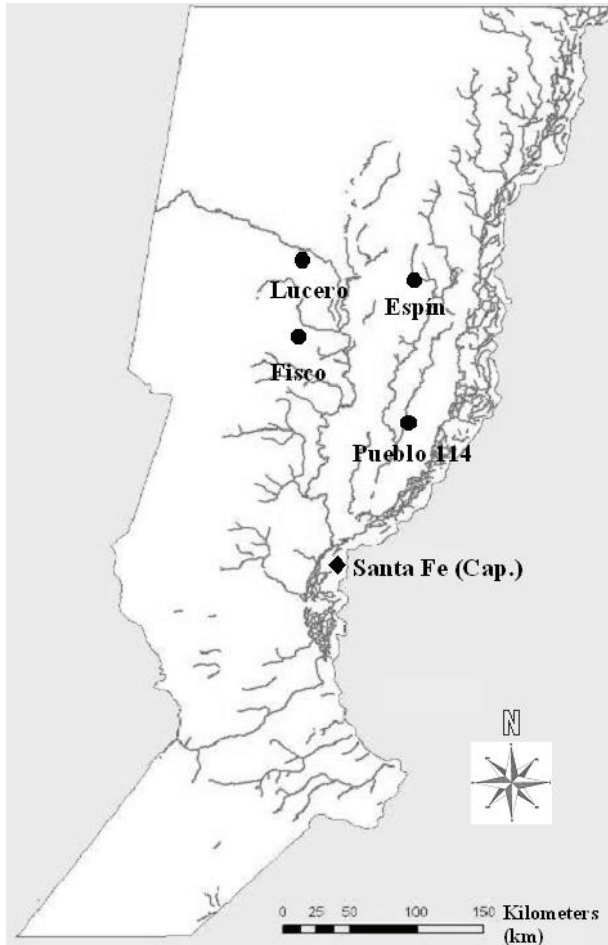 Lucero
Espín
Fisco
Pueblo 114
Santa Fe (Cap.)
N
0 25 50 100 150 Kilometers
(km)